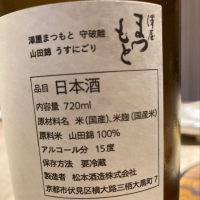 澤屋
まつもと
澤屋まつもと 守破離
山田錦 うすにごり
品目 日本酒
内容量 720ml
原材料名 米(国産)、米麹(国産米)
原料米 山田錦100%
アルコール分 15度
保存方法 要冷蔵
製造者 松本酒造株式会社
京都市伏見区横大路三栖大黒町7